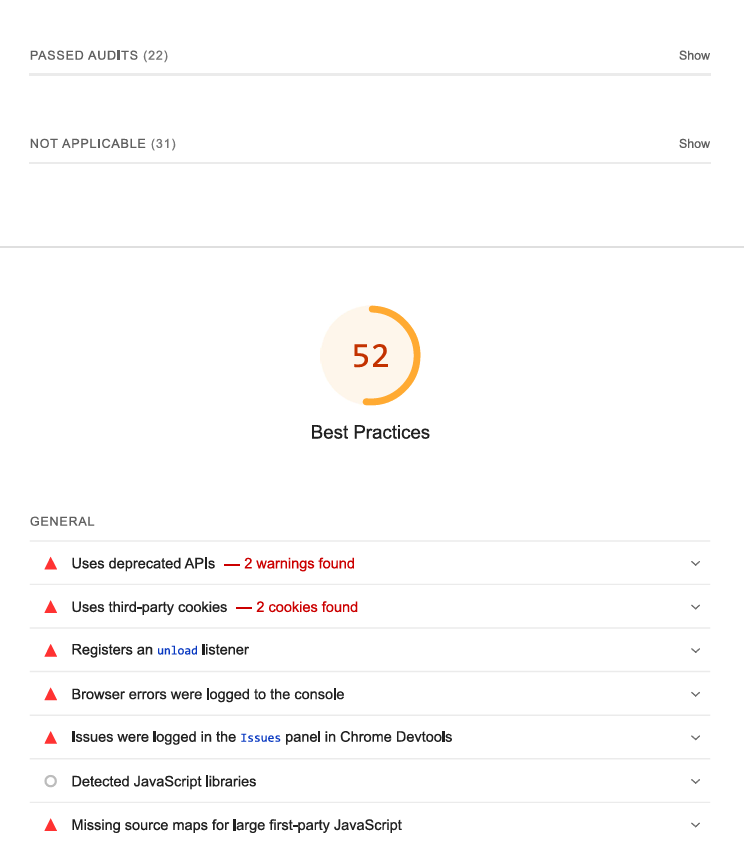 PASSED AUDITS (22)
Show
NOT APPLICABLE (31)
Show
52
Best Practices
GENERAL
Uses deprecated APIs — 2 warnings found
Uses third-party cookies — 2 cookies found
Registers an unload listener
Browser errors were logged to the console
Issues were logged in the Issues panel in Chrome Devtools
Detected JavaScript libraries
Missing source maps for large first-party JavaScript